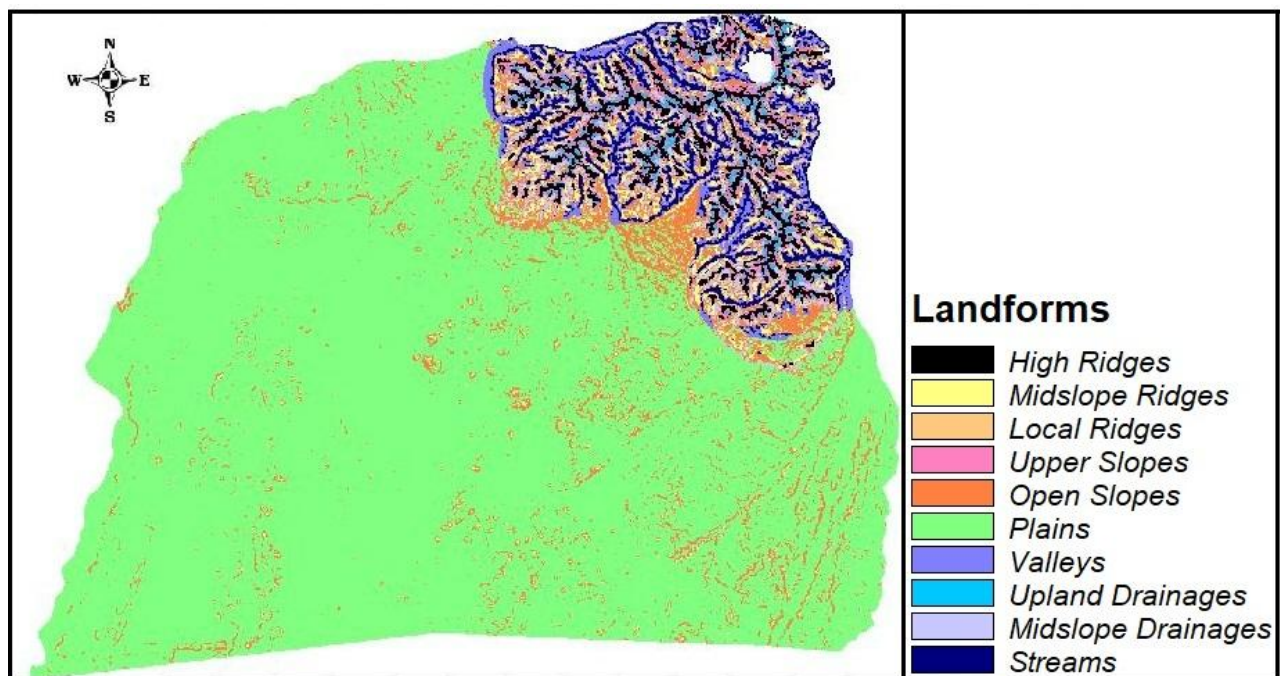 N
W E
S
Landforms
High Ridges
Midslope Ridges
Local Ridges
Upper Slopes
Open Slopes
Plains
Valleys
Upland Drainages
Midslope Drainages
Streams